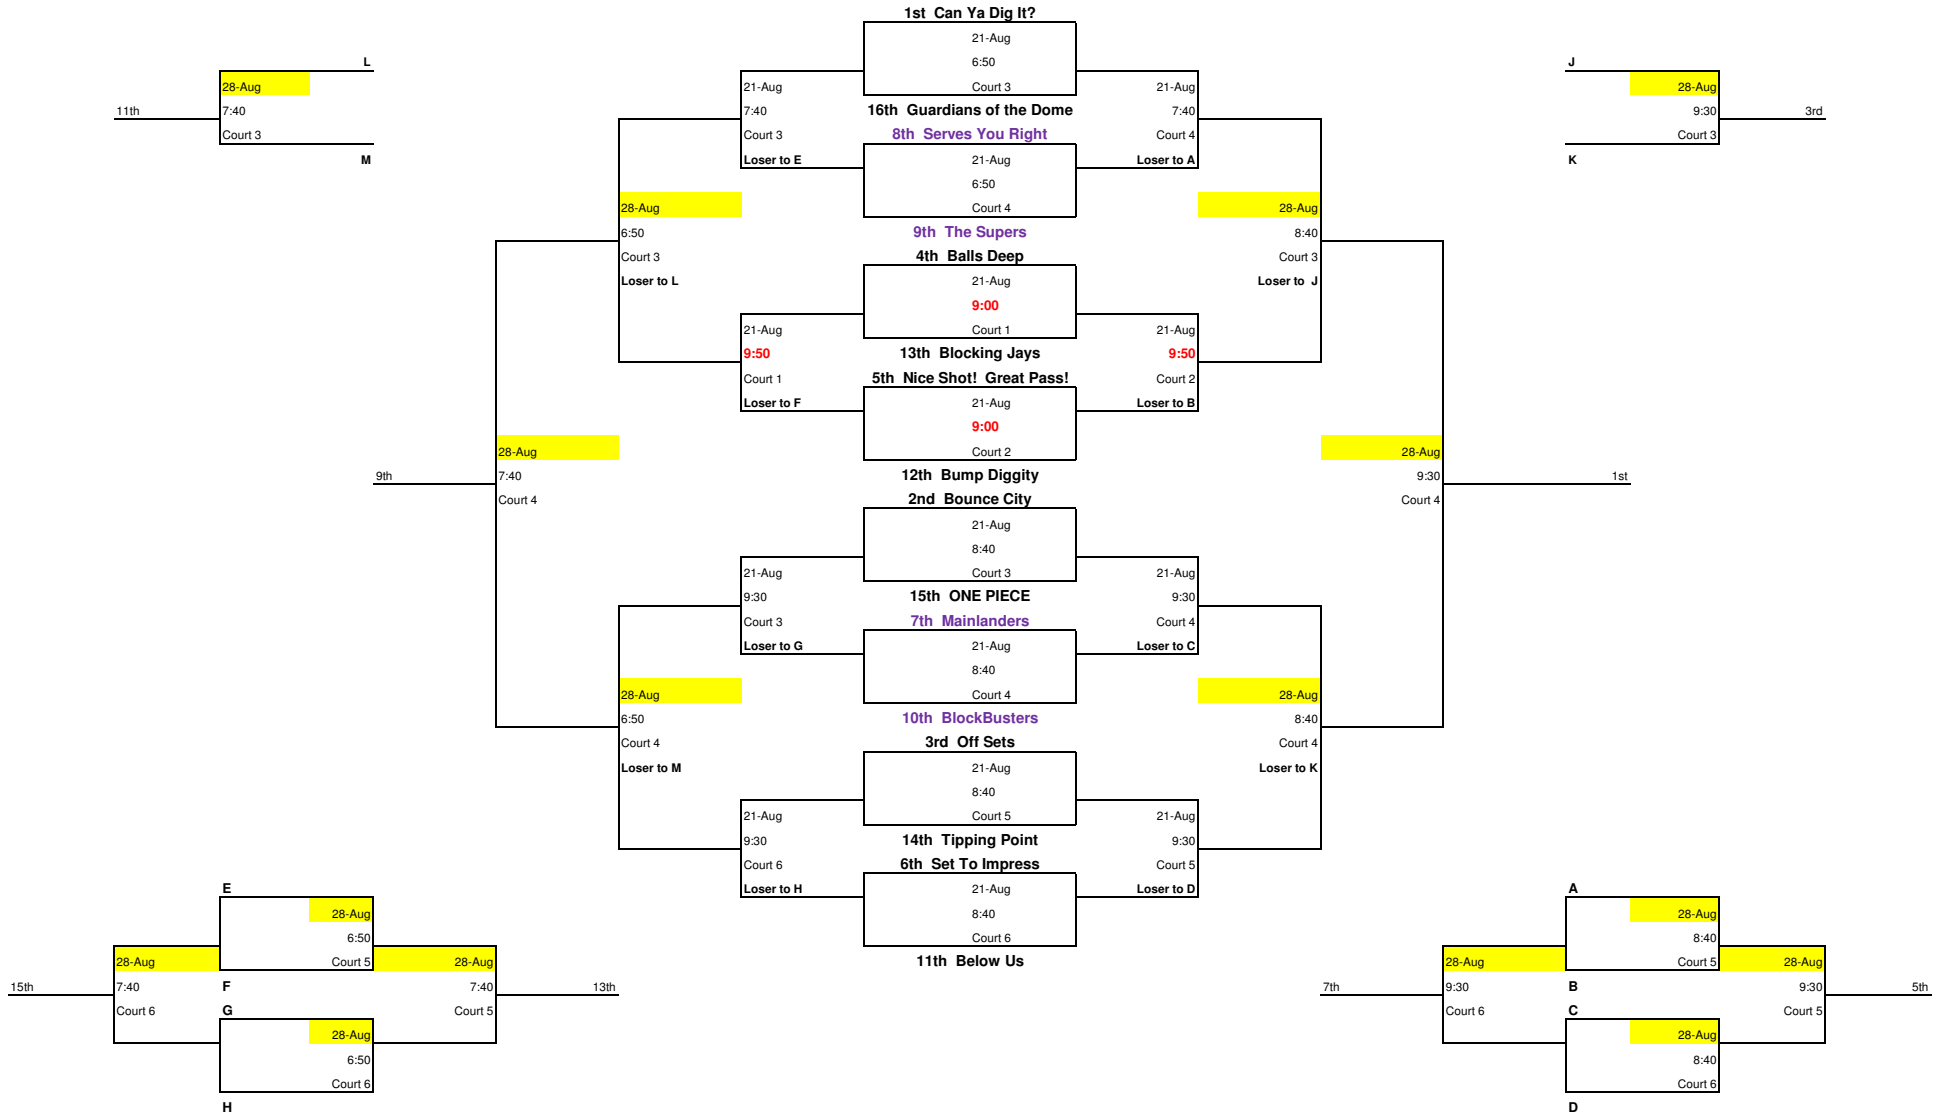 1st  Can Ya Dig It?
21-Aug
6:50
Court 3
16th  Guardians of the Dome
8th  Serves You Right
21-Aug
6:50
Court 4
9th  The Supers
4th  Balls Deep
21-Aug
9:00
Court 1
13th  Blocking Jays
5th  Nice Shot!  Great Pass!
21-Aug
9:00
Court 2
12th  Bump Diggity
2nd  Bounce City
21-Aug
8:40
Court 3
15th  ONE PIECE
7th  Mainlanders
21-Aug
8:40
Court 4
10th  BlockBusters
3rd  Off Sets
21-Aug
8:40
Court 5
14th  Tipping Point
6th  Set To Impress
21-Aug
8:40
Court 6
11th  Below Us
L
28-Aug
11th
7:40
Court 3
M
21-Aug
7:40
Court 3
Loser to E
28-Aug
6:50
Court 3
Loser to L
21-Aug
9:50
Court 1
Loser to F
28-Aug
9th
7:40
Court 4
21-Aug
9:30
Court 3
Loser to G
28-Aug
6:50
Court 4
Loser to M
21-Aug
9:30
Court 6
Loser to H
E
28-Aug
6:50
Court 5
F
28-Aug
15th
7:40
Court 6
28-Aug
7:40
13th
Court 5
G
28-Aug
6:50
Court 6
H
J
28-Aug
9:30
3rd
Court 3
K
21-Aug
7:40
Court 4
Loser to A
28-Aug
8:40
Court 3
Loser to  J
21-Aug
9:50
Court 2
Loser to B
28-Aug
9:30
1st
Court 4
21-Aug
9:30
Court 4
Loser to C
28-Aug
8:40
Court 4
Loser to K
21-Aug
9:30
Court 5
Loser to D
A
28-Aug
8:40
Court 5
B
28-Aug
7th
9:30
Court 6
28-Aug
9:30
5th
Court 5
C
28-Aug
8:40
Court 6
D